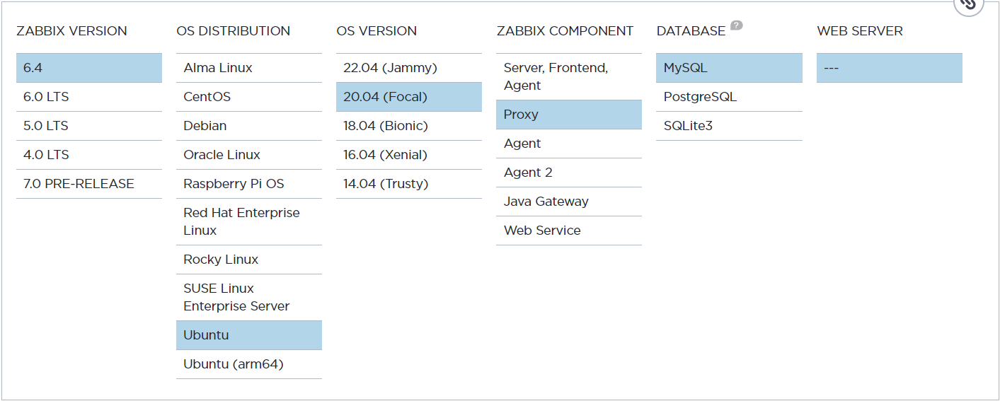 ZABBIX VERSION
6.4
6.0 LTS
5.0 LTS
4.0 LTS
7.0 PRE-RELEASE
OS DISTRIBUTION
Alma Linux
CentOS
Debian
Oracle Linux
Raspberry Pi OS
Red Hat Enterprise
Linux
Rocky Linux
SUSE Linux
Enterprise Server
Ubuntu
Ubuntu (arm64)
OS VERSION
22.04 (Jammy)
20.04 (Focal)
18.04 (Bionic)
16.04 (Xenial)
14.04 (Trusty)
ZABBIX COMPONENT
Server, Frontend,
Agent
Proxy
Agent
Agent 2
Java Gateway
Web Service
DATABASE ?
MySQL
PostgreSQL
SQLite3
WEB SERVER
---